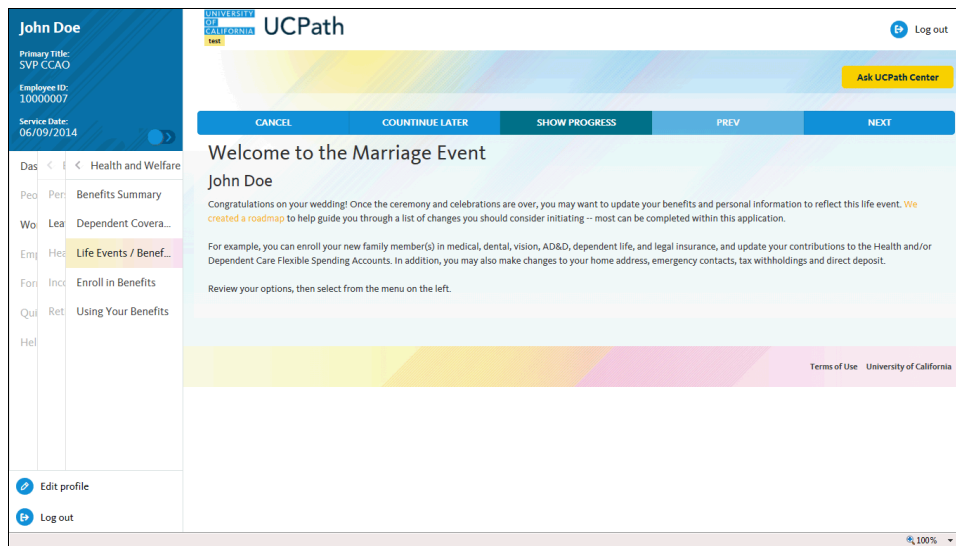 John Doe
Primary Title:
SVP CCAO
Employee ID:
10000007
Service Date:
06/09/2014
UNIVERSITY
OF
CALIFORNIA
test
UCPath
Log out
Ask UCPath Center
CANCEL COUNTINUE LATER SHOW PROGRESS PREV NEXT
Das
Peo
Wo
Em
For
Qui
Hel
Per
Lea
Hea
Inc
Ret
< Health and Welfare
Benefits Summary
Dependent Covera...
Life Events / Benef...
Enroll in Benefits
Using Your Benefits
Edit profile
Log out
Welcome to the Marriage Event
John Doe
Congratulations on your wedding! Once the ceremony and celebrations are over, you may want to update your benefits and personal information to reflect this life event. We
created a roadmap to help guide you through a list of changes you should consider initiating -- most can be completed within this application.
For example, you can enroll your new family member(s) in medical, dental, vision, AD&D, dependent life, and legal insurance, and update your contributions to the Health and/or
Dependent Care Flexible Spending Accounts. In addition, you may also make changes to your home address, emergency contacts, tax withholdings and direct deposit.
Review your options, then select from the menu on the left.
Terms of Use University of California
100%